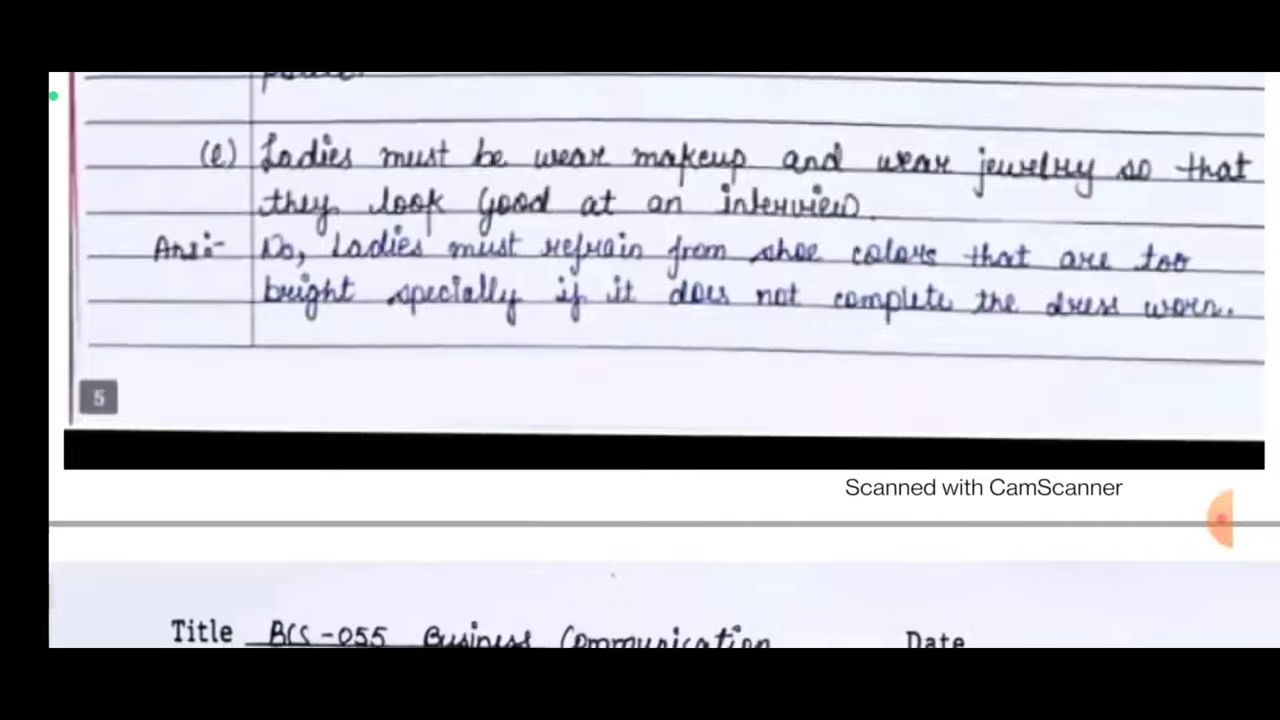 (e) Ladies must be wear makeup and wear jewelry so that
they look good at an interview.
Ans:- No, Ladies must refrain from shoe colors that are too
bright specially if it does not complete the dress worn.
5
Scanned with CamScanner
Title BCS-055 Business Communication Date